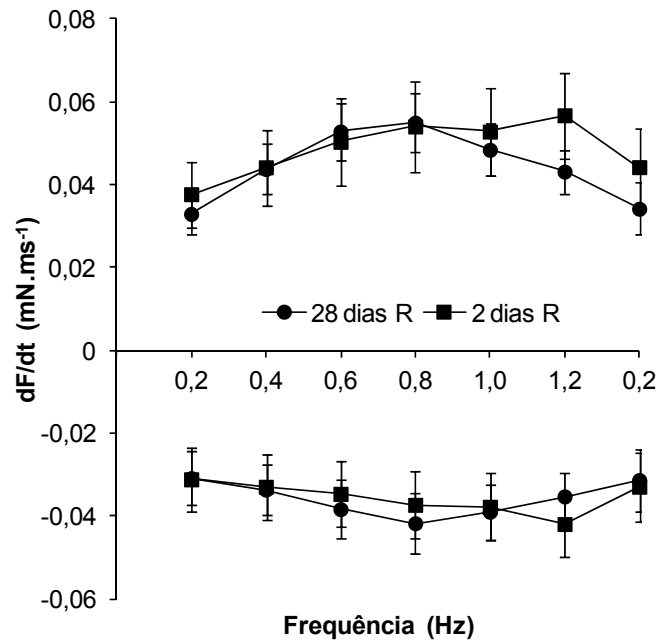 0,08
0,06
0,04
0,02
0
-0,02
-0,04
-0,06
dF/dt (mN.ms-1)
28 dias R 2 dias R
0,2 0,4 0,6 0,8 1,0 1,2 0,2
Frequência (Hz)